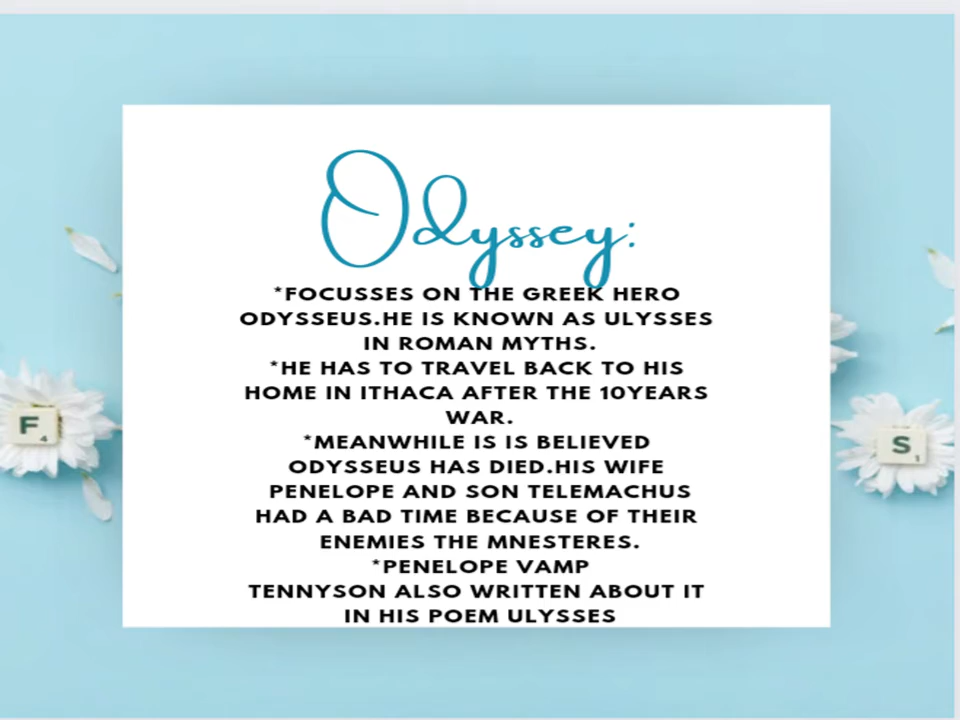 Odyssey:
*FOCUSSES ON THE GREEK HERO
ODYSSEUS.HE IS KNOWN AS ULYSSES
IN ROMAN MYTHS.
*HE HAS TO TRAVEL BACK TO HIS
HOME IN ITHACA AFTER THE 10YEARS
WAR.
*MEANWHILE IS IS BELIEVED
ODYSSEUS HAS DIED.HIS WIFE
PENELOPE AND SON TELEMACHUS
HAD A BAD TIME BECAUSE OF THEIR
ENEMIES THE MNESTERES.
*PENELOPE VAMP
TENNYSON ALSO WRITTEN ABOUT IT
IN HIS POEM ULYSSES
F4
S1